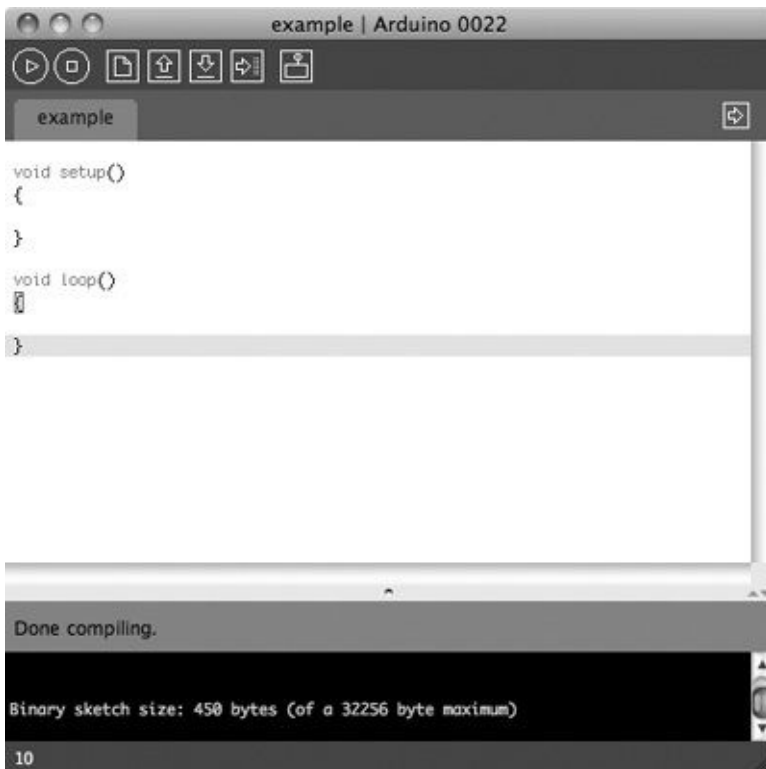 example | Arduino 0022
example
void setup()
{
}
void loop()
{
}
Done compiling.
Binary sketch size: 450 bytes (of a 32256 byte maximum)
10